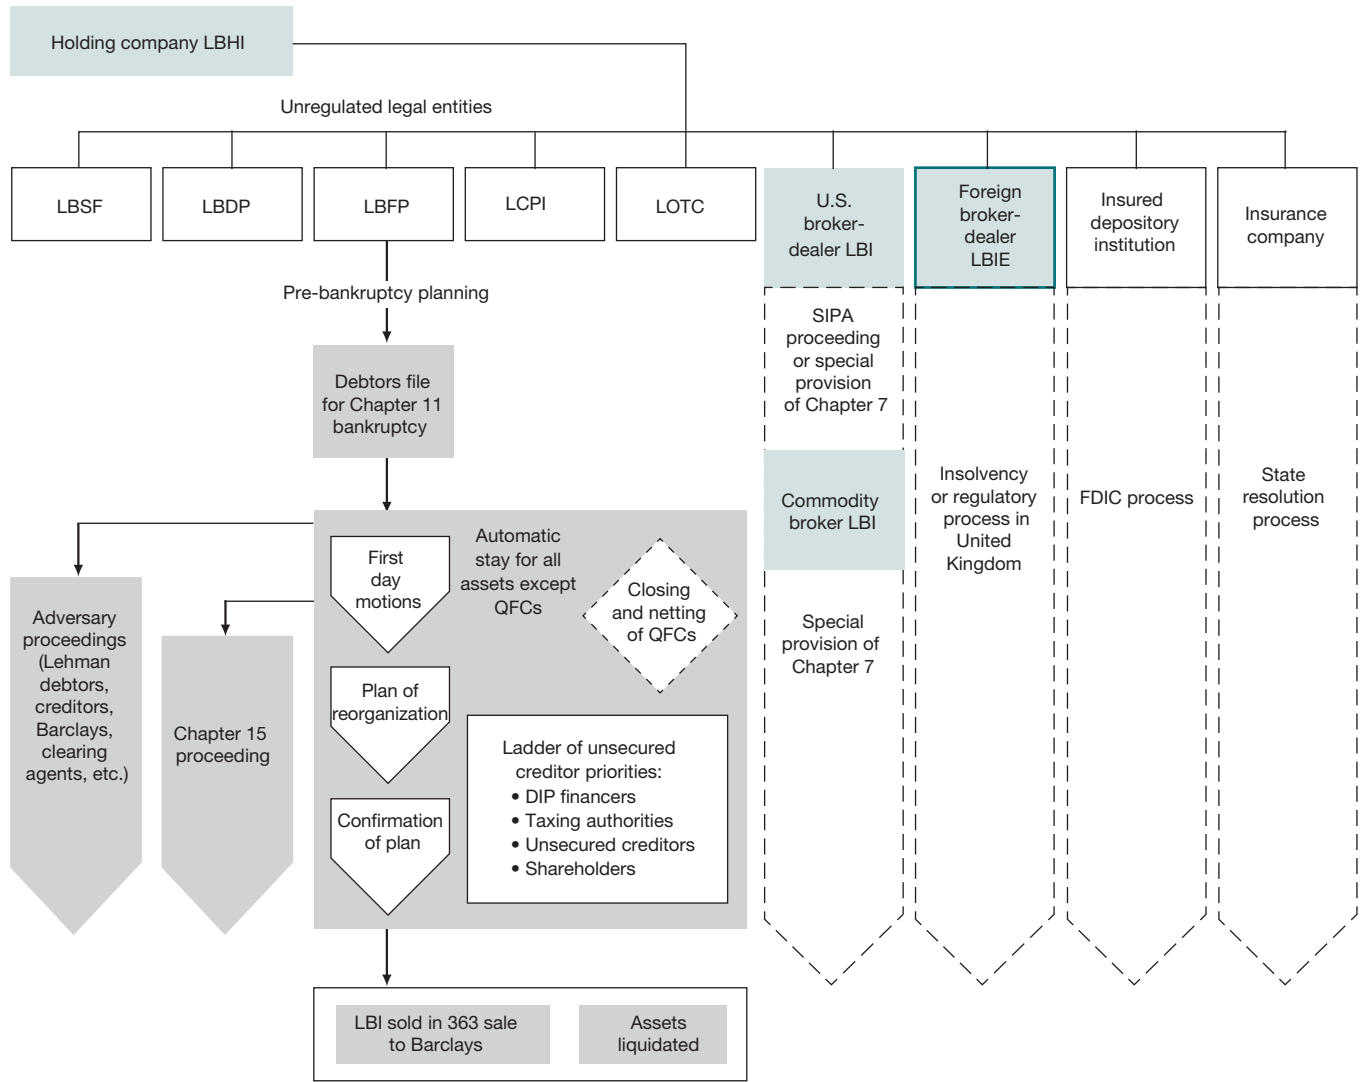 Holding company LBHI
Unregulated legal entities
LBSF
LBDP
LBFP
LCPI
LOTC
U.S.
broker-
dealer LBI
Foreign
broker-
dealer
LBIE
Insured
depository
institution
Insurance
company
Pre-bankruptcy planning
SIPA
proceeding
or special
provision
of Chapter 7
Debtors file
for Chapter 11
bankruptcy
Commodity
broker LBI
Insolvency
or regulatory
process in
United
Kingdom
FDIC process
State
resolution
process
First
day
motions
Automatic
stay for all
assets except
QFCs
Closing
and netting
of QFCs
Special
provision of
Chapter 7
Adversary
proceedings
(Lehman
debtors,
creditors,
Barclays,
clearing
agents, etc.)
Chapter 15
proceeding
Plan of
reorganization
Ladder of unsecured
creditor priorities:
• DIP financers
• Taxing authorities
• Unsecured creditors
• Shareholders
Confirmation
of plan
LBI sold in 363 sale
to Barclays
Assets
liquidated